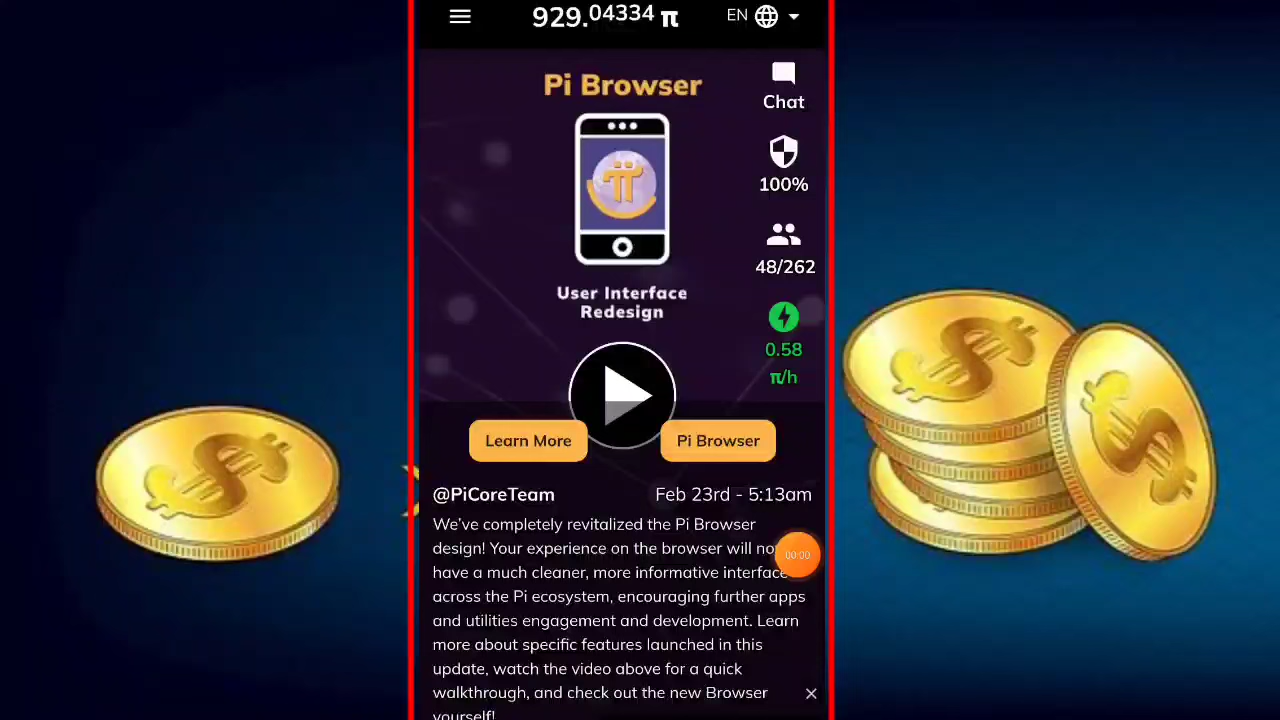 929.04334 π
EN
Pi Browser
Chat
100%
48/262
User Interface
Redesign
0.58
π/h
Learn More
Pi Browser
@PiCoreTeam
Feb 23rd - 5:13am
We've completely revitalized the Pi Browser
design! Your experience on the browser will
have a much cleaner, more informative interface
00:00
across the Pi ecosystem, encouraging further apps
and utilities engagement and development. Learn
more about specific features launched in this
update, watch the video above for a quick
walkthrough, and check out the new Browser
yourself!